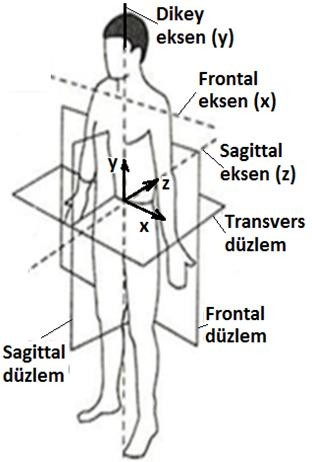 Dikey
eksen (y)
Frontal
eksen (x)
Sagittal
eksen (z)
y
z
x
Transvers
düzlem
Frontal
düzlem
Sagittal
düzlem